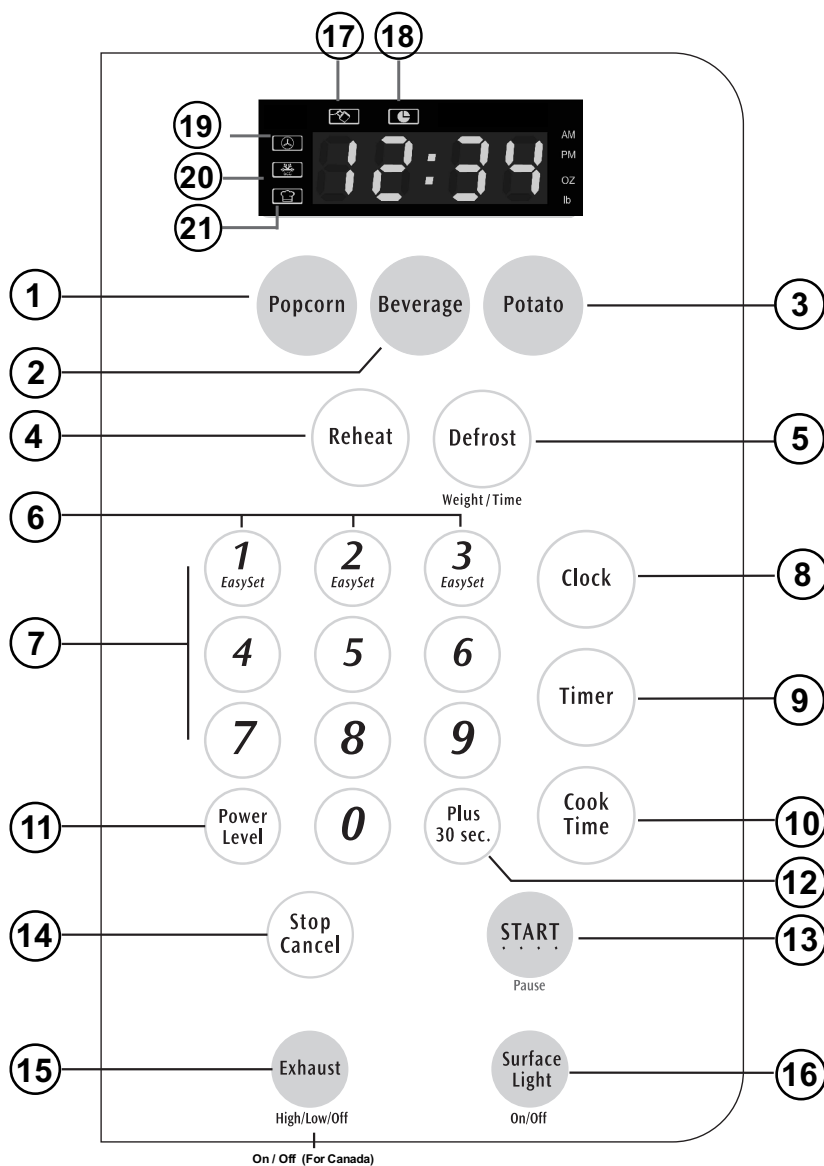 17 18
19
20
21
AM
PM
OZ
lb
12:34
1
Popcorn Beverage Potato
3
2
4
Reheat Defrost
5
Weight / Time
6
1 2 3
EasySet EasySet EasySet
Clock
8
7
4 5 6
Timer
9
7 8 9
11
Power
Level
0
Plus
30 sec.
Cook
Time
10
12
14
Stop
Cancel
START
13
Pause
15
Exhaust
Surface
Light
16
High/Low/Off On/Off
On / Off (For Canada)